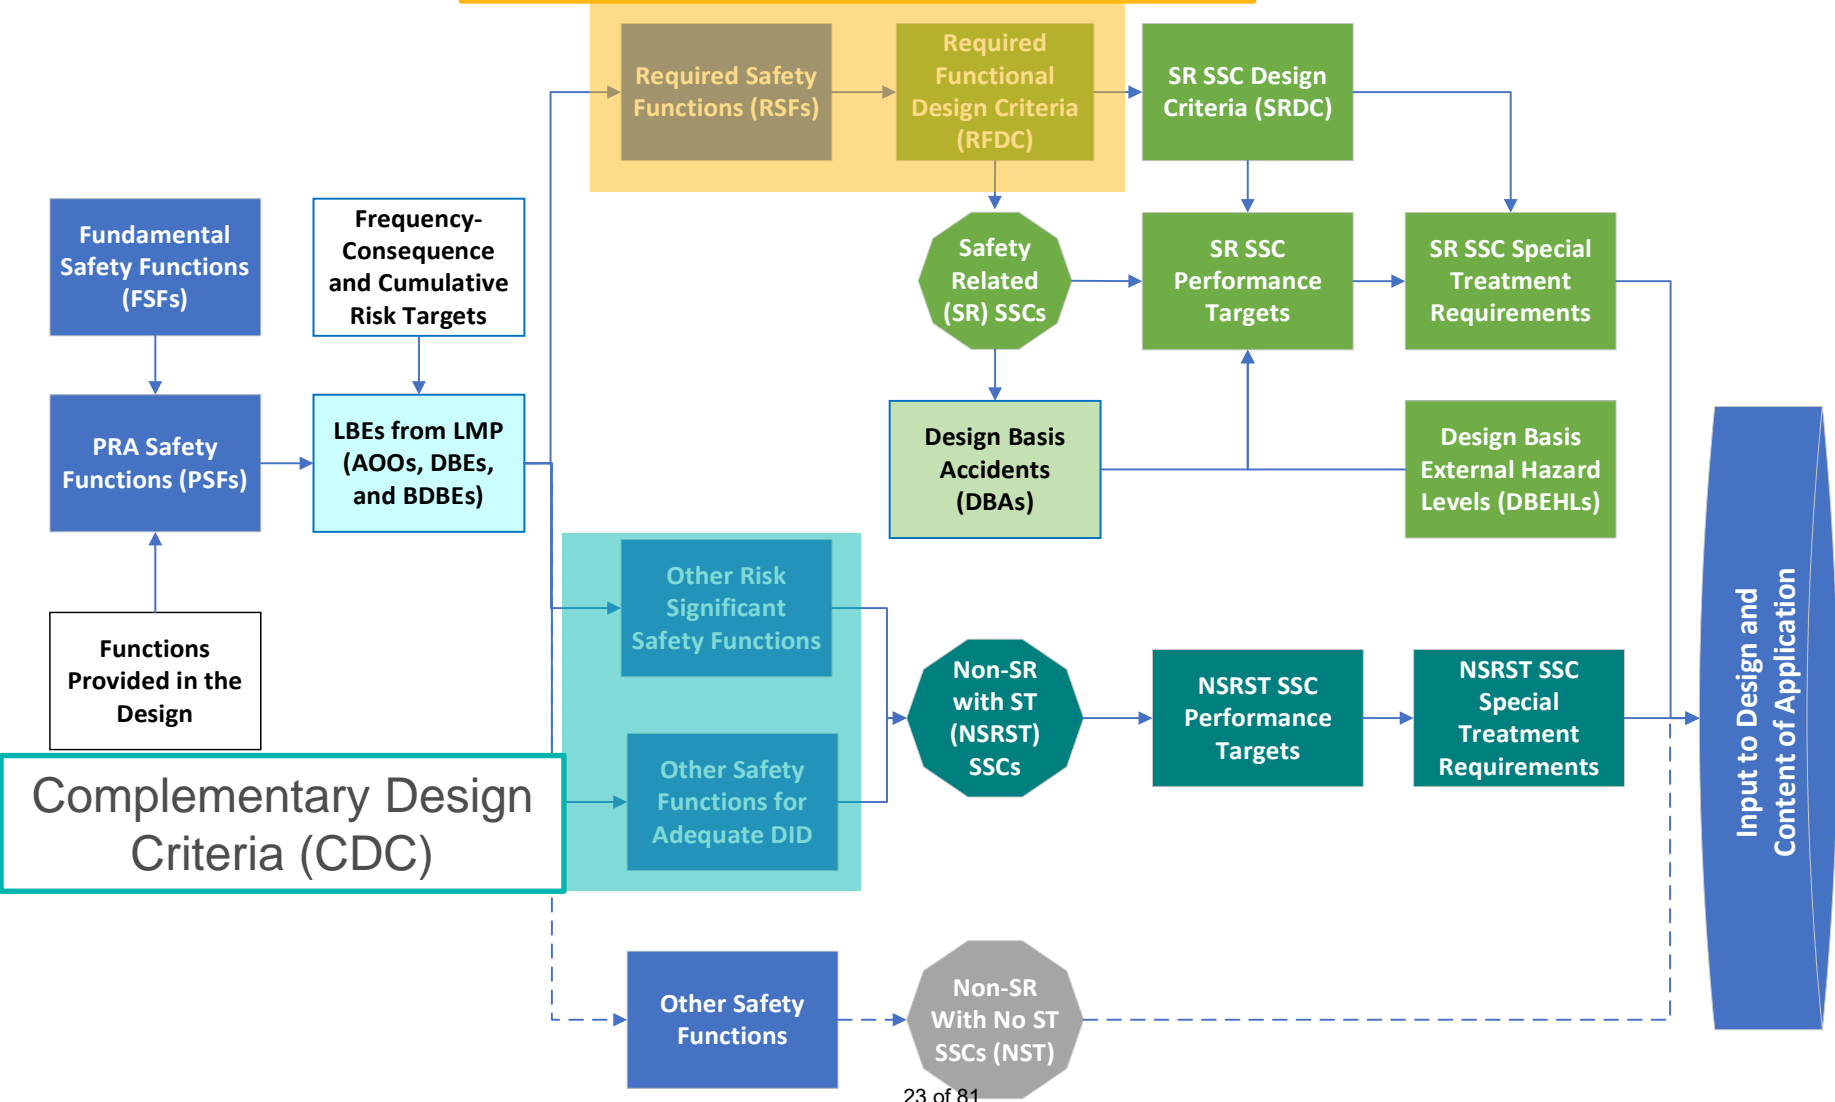 Required Safety
Functions (RSFs)
Required
Functional
Design Criteria
(RFDC)
SR SSC Design
Criteria (SRDC)
Fundamental
Safety Functions
(FSFs)
Frequency-
Consequence
and Cumulative
Risk Targets
Safety
Related
(SR) SSCs
SR SSC
Performance
Targets
SR SSC Special
Treatment
Requirements
PRA Safety
Functions (PSFs)
LBEs from LMP
(AOOs, DBEs,
and BDBEs)
Design Basis
Accidents
(DBAs)
Design Basis
External Hazard
Levels (DBEHLs)
Functions
Provided in the
Design
Other Risk
Significant
Safety Functions
Non-SR
with ST
(NSRST)
SSCs
NSRST SSC
Performance
Targets
NSRST SSC
Special
Treatment
Requirements
Input to Design and
Content of Application
Complementary Design
Criteria (CDC)
Other Safety
Functions for
Adequate DID
Other Safety
Functions
Non-SR
With No ST
SSCs (NST)
23 of 81